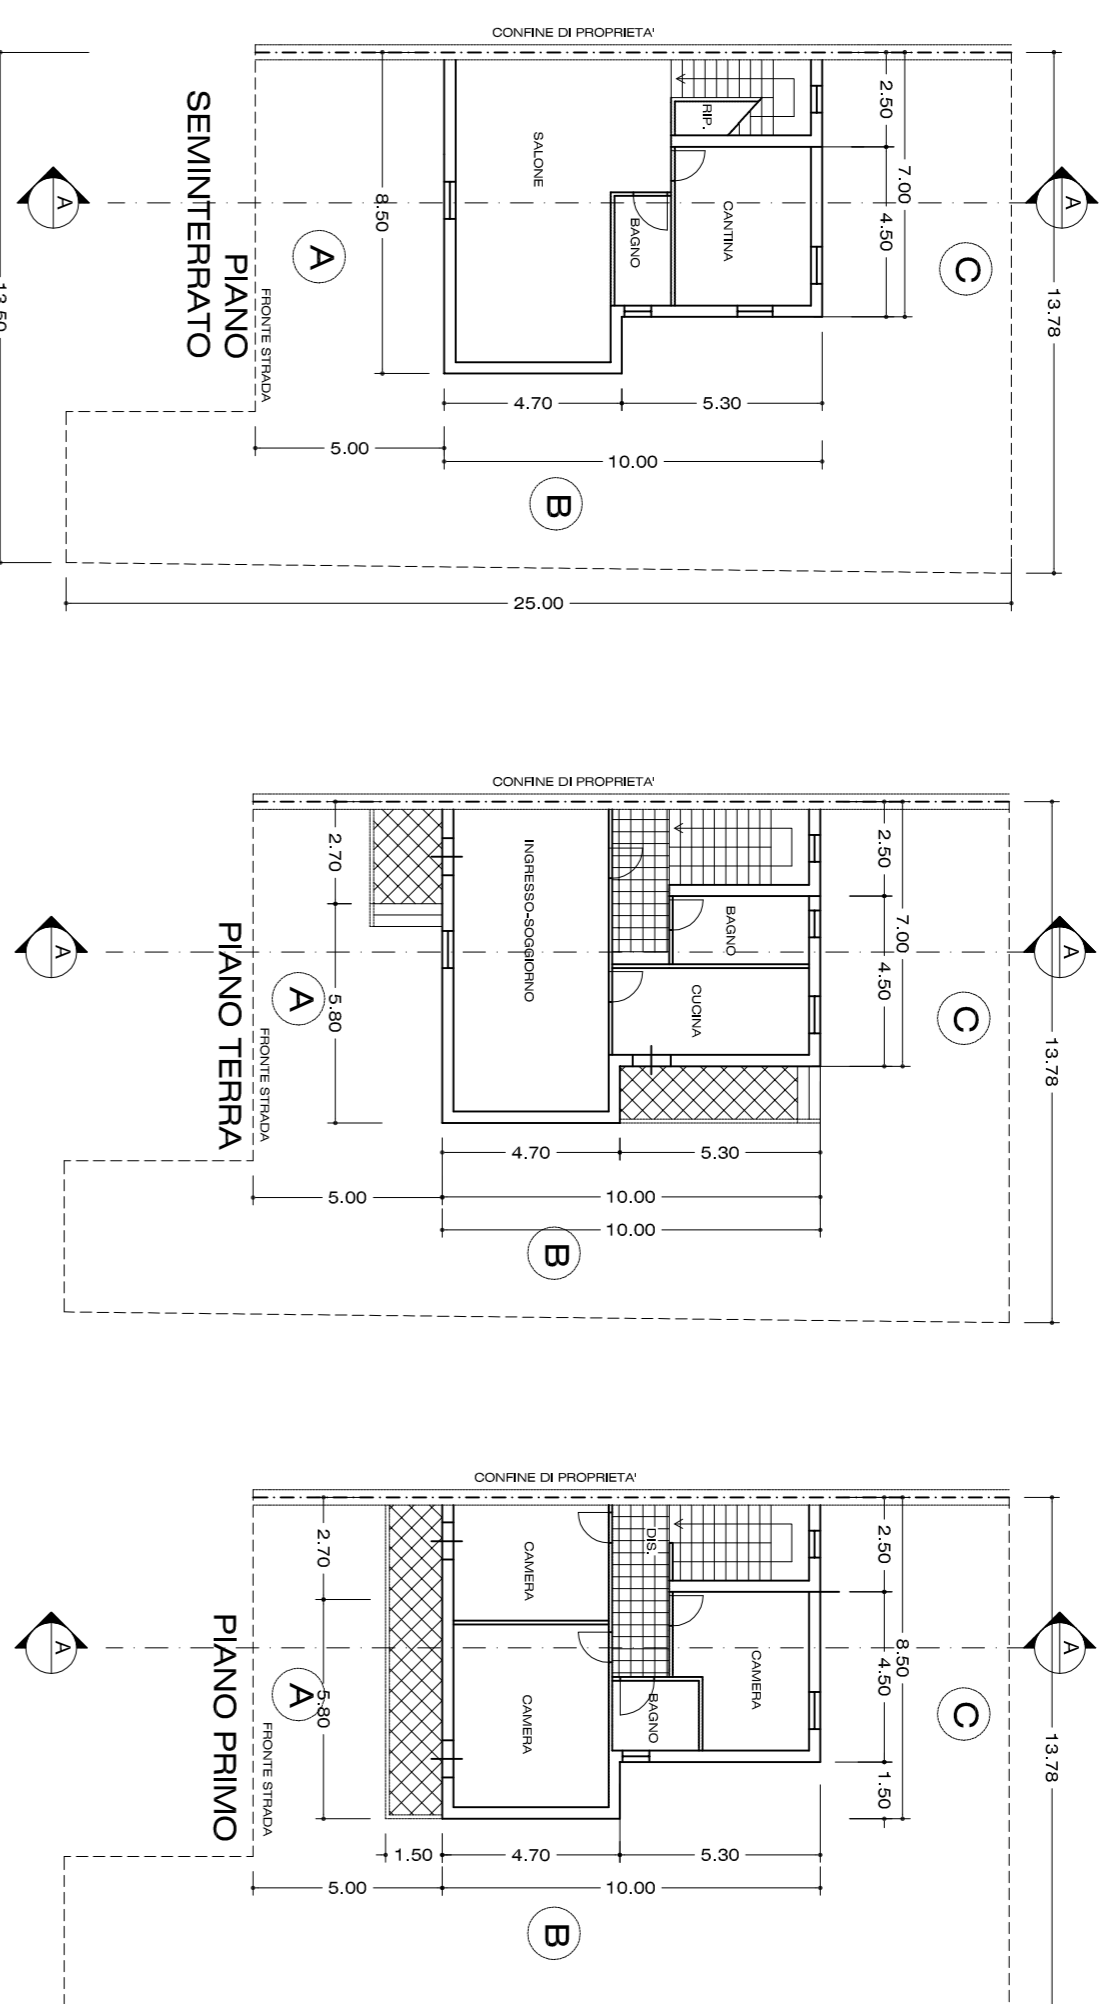 CONFINE DI PROPRIETA'
2.50
7.00
4.50
13.78
A
A
C
RIP.
SALONE
CANTINA
BAGNO
8.50
A
PIANO
SEMINTERRATO
FRONTE STRADA
13.50
4.70
5.30
5.00
10.00
B
25.00
CONFINE DI PROPRIETA'
2.70
2.50
7.00
4.50
13.78
INGRESSO-SOGGIORNO
BAGNO
CUCINA
A
A
C
A
5.80
PIANO TERRA
FRONTE STRADA
4.70
5.30
5.00
10.00
10.00
B
CONFINE DI PROPRIETA'
2.70
2.50
8.50
4.50
1.50
13.78
DIS.
CAMERA
CAMERA
CAMERA
BAGNO
A
A
C
A
5.80
PIANO PRIMO
FRONTE STRADA
1.50
4.70
5.30
5.00
10.00
B